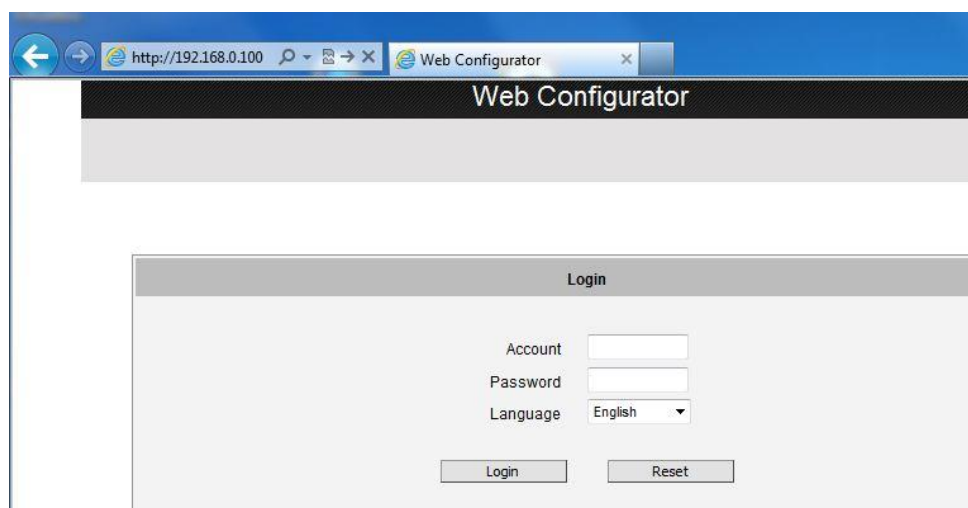 http://192.168.0.100
Web Configurator
Web Configurator
Login
Account
Password
Language English
Login Reset